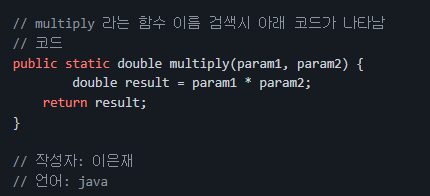 // multiply 라는 함수 이름 검색시 아래 코드가 나타남
// 코드
public static double multiply(param1, param2) {
        double result = param1 * param2;
    return result;
}
// 작성자: 이은재
// 언어: java